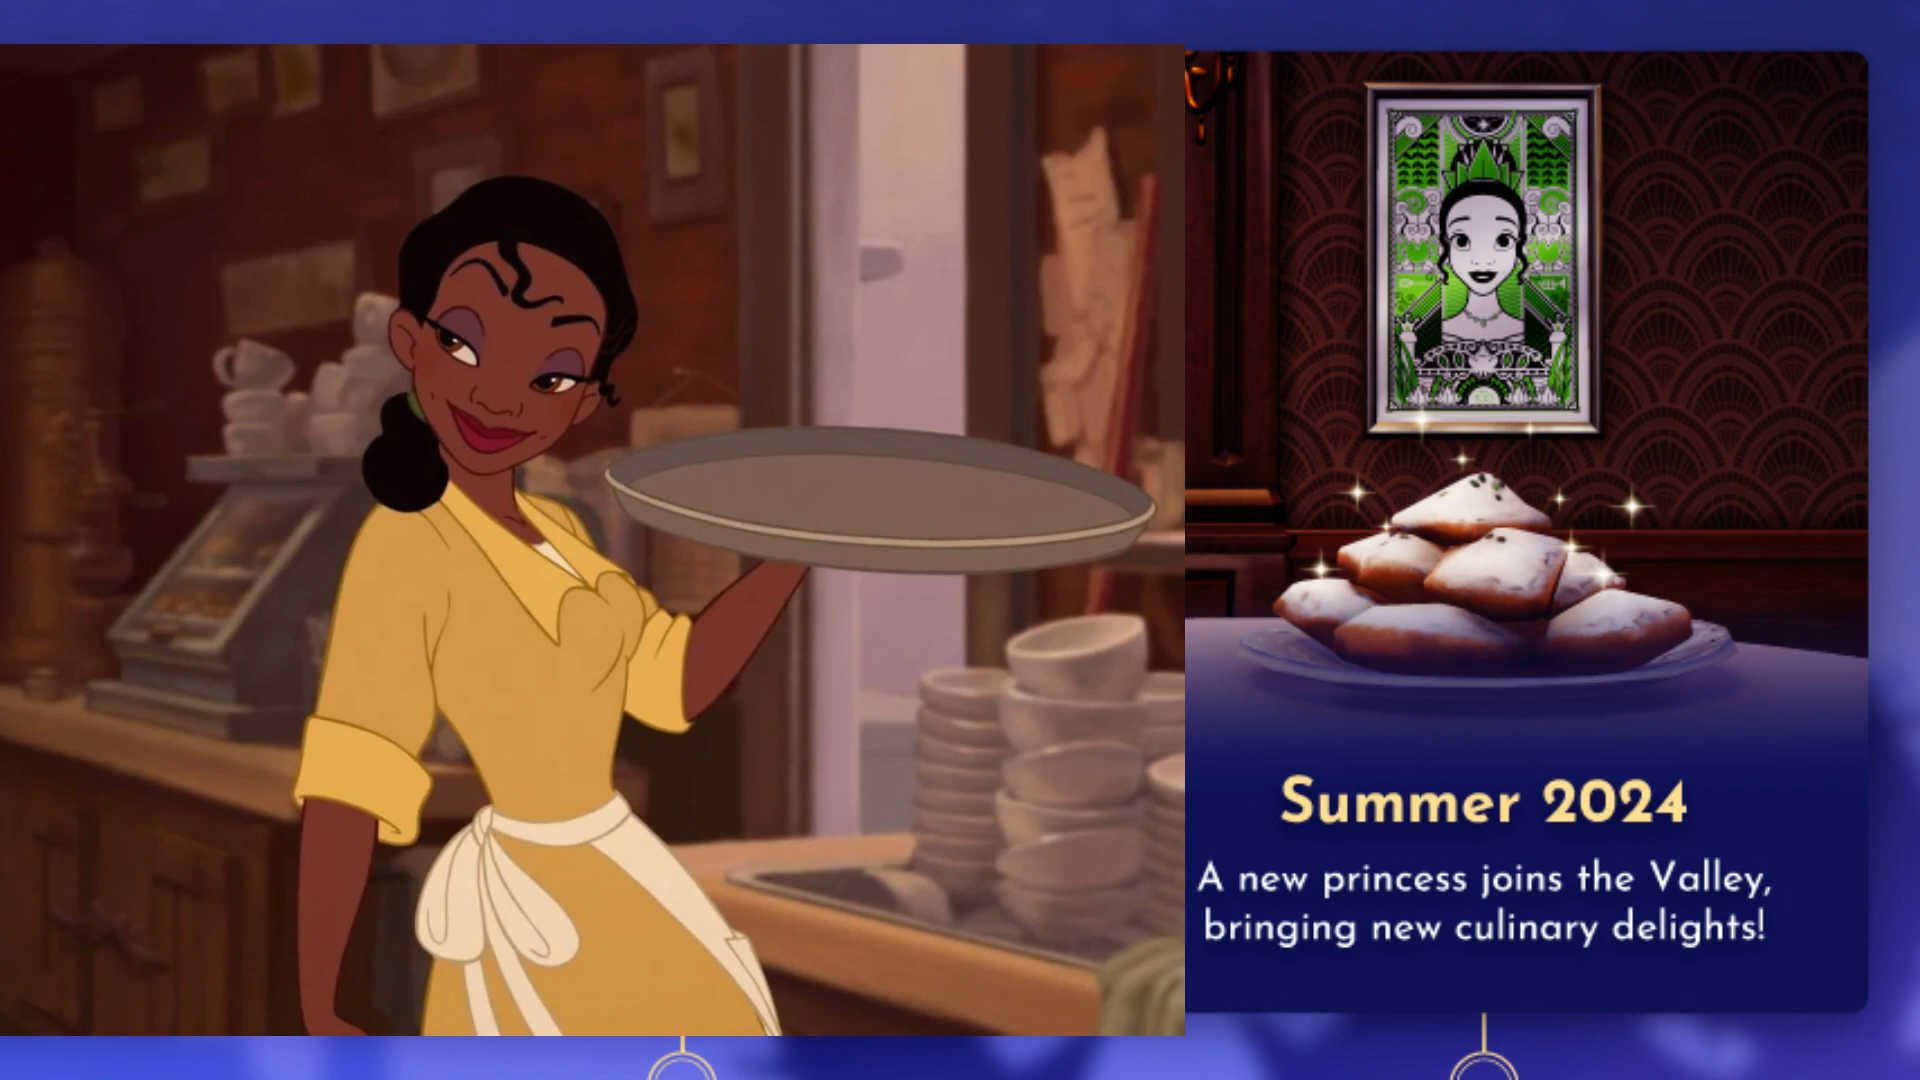 Summer 2024
A new princess joins the Valley,
bringing new culinary delights!